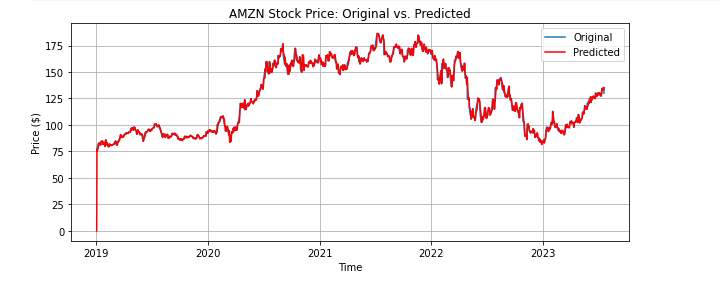 AMZN Stock Price: Original vs. Predicted
Original
Predicted
175
150
125
100
75
50
25
0
Price ($)
2019 2020 2021 2022 2023
Time